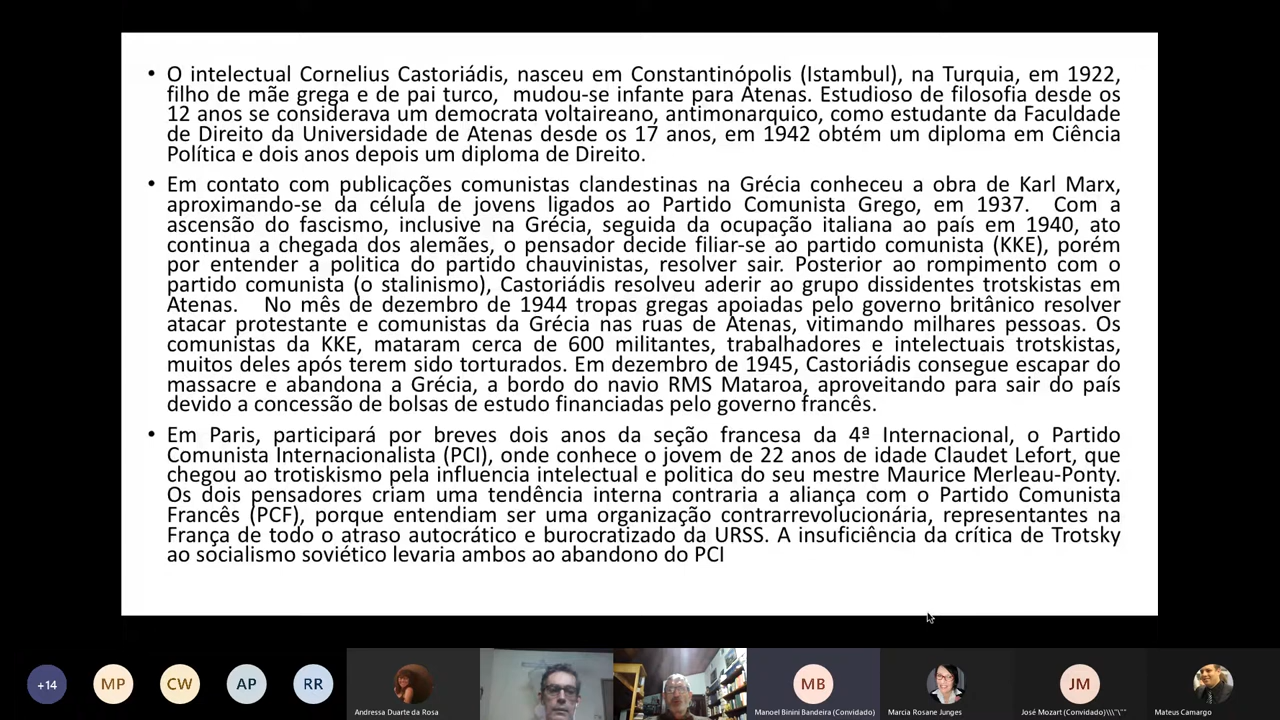 • O intelectual Cornelius Castoriádis, nasceu em Constantinópolis (Istambul), na Turquia, em 1922,
filho de mãe grega e de pai turco, mudou-se infante para Atenas. Estudioso de filosofia desde os
12 anos se considerava um democrata voltaireano, antimonarquico, como estudante da Faculdade
de Direito da Universidade de Atenas desde os 17 anos, em 1942 obtém um diploma em Ciência
Política e dois anos depois um diploma de Direito.
• Em contato com publicações comunistas clandestinas na Grécia conheceu a obra de Karl Marx,
aproximando-se da célula de jovens ligados ao Partido Comunista Grego, em 1937. Com a
ascensão do fascismo, inclusive na Grécia, seguida da ocupação italiana ao país em 1940, ato
continua a chegada dos alemães, o pensador decide filiar-se ao partido comunista (KKE), porém
por entender a politica do partido chauvinistas, resolver sair. Posterior ao rompimento com o
partido comunista (o stalinismo), Castoriádis resolveu aderir ao grupo dissidentes trotskistas em
Atenas. No mês de dezembro de 1944 tropas gregas apoiadas pelo governo britânico resolver
atacar protestante e comunistas da Grécia nas ruas de Atenas, vitimando milhares pessoas. Os
comunistas da KKE, mataram cerca de 600 militantes, trabalhadores e intelectuais trotskistas,
muitos deles após terem sido torturados. Em dezembro de 1945, Castoriádis consegue escapar do
massacre e abandona a Grécia, a bordo do navio RMS Mataroa, aproveitando para sair do país
devido a concessão de bolsas de estudo financiadas pelo governo francês.
• Em Paris, participará por breves dois anos da seção francesa da 4ª Internacional, o Partido
Comunista Internacionalista (PCI), onde conhece o jovem de 22 anos de idade Claudet Lefort, que
chegou ao trotiskismo pela influencia intelectual e politica do seu mestre Maurice Merleau-Ponty.
Os dois pensadores criam uma tendência interna contraria a aliança com o Partido Comunista
Francês (PCF), porque entendiam ser uma organização contrarrevolucionária, representantes na
França de todo o atraso autocrático e burocratizado da URSS. A insuficiência da crítica de Trotsky
ao socialismo soviético levaria ambos ao abandono do PCI
+14 MP CW AP RR MB JM
Andressa Duarte da Rosa Manoel Binini Bandeira (Convidado) Marcia Rosane Junges José Mozart (Convidado)\\\"\"" Mateus Camargo